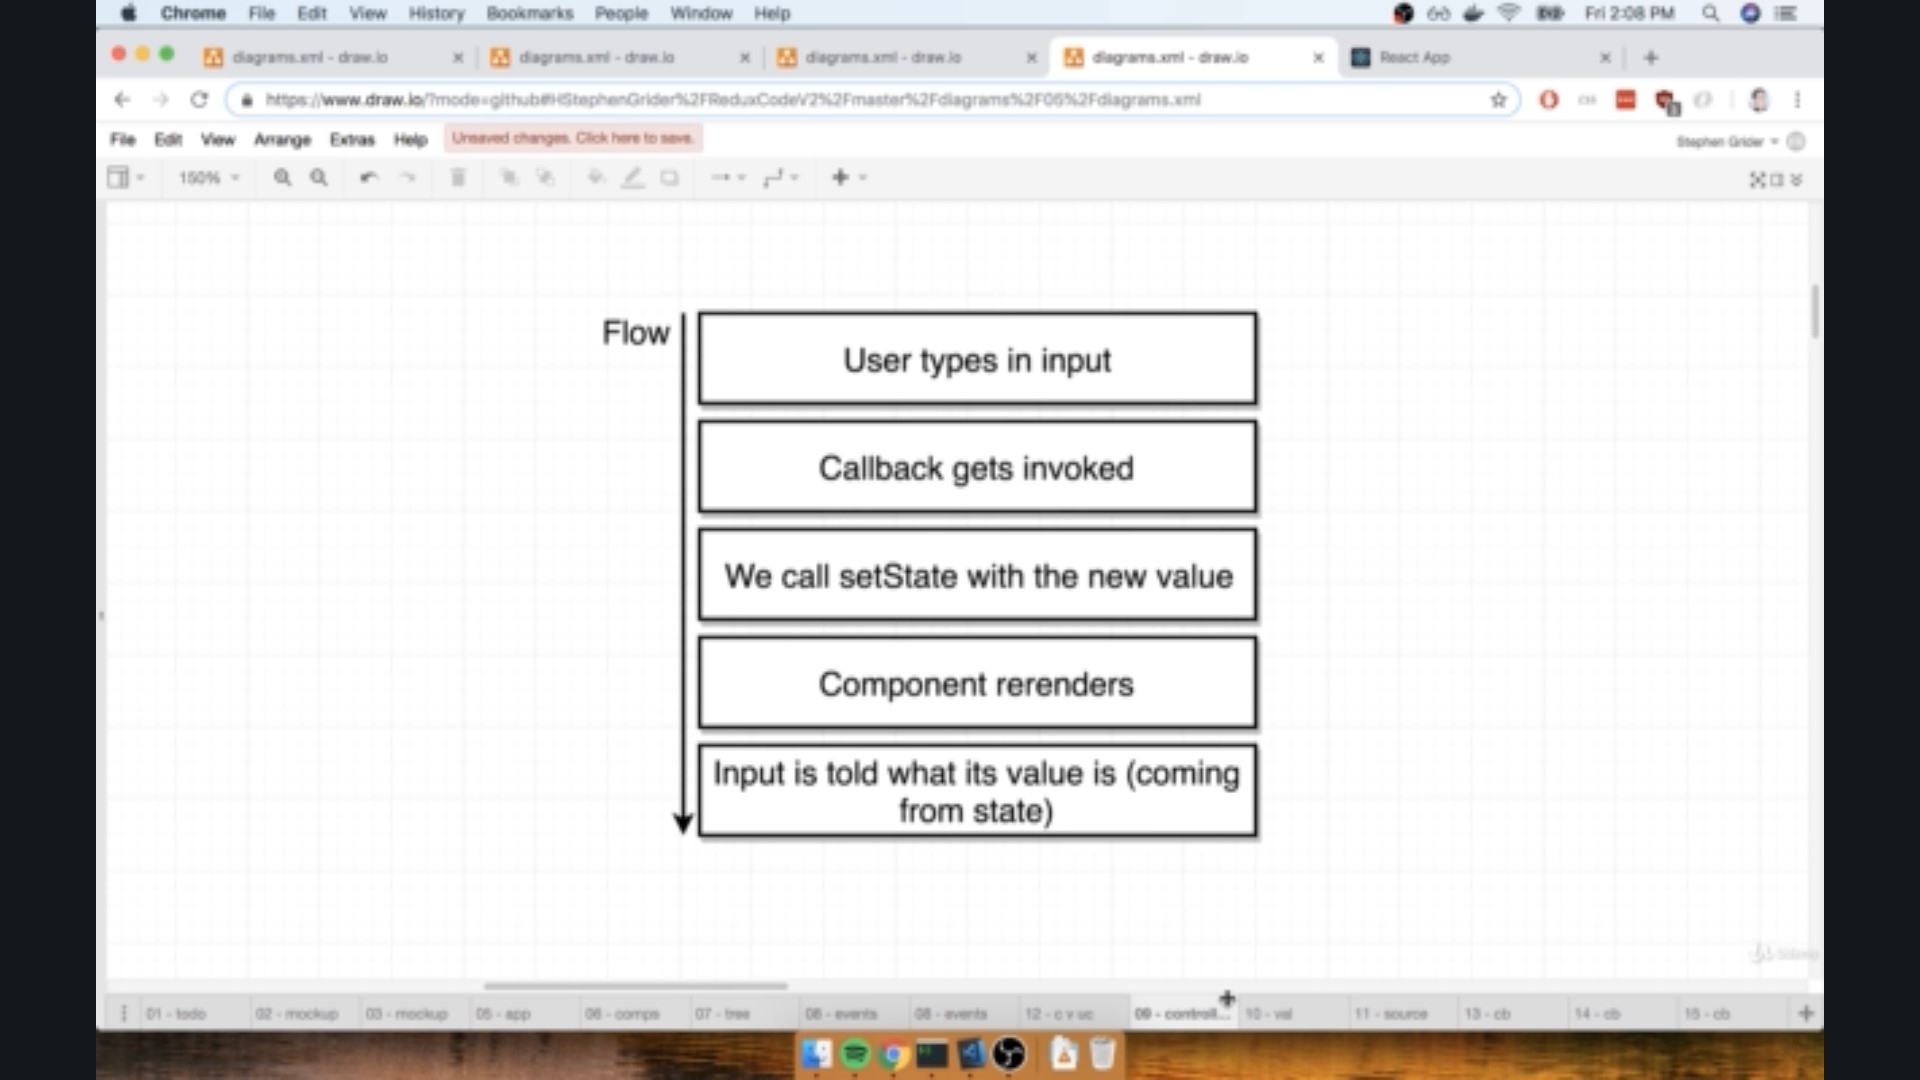 Chrome File Edit View History Bookmarks People Window Help Fri 2:08 PM
diagrams.xml - draw.io diagrams.xml - draw.io diagrams.xml - draw.io diagrams.xml - draw.io React App
https://www.draw.io/?mode=github#HStephenGrider%2FReduxCodeV2%2Fmaster%2Fdiagrams%2F06%2Fdiagrams.xml
File Edit View Arrange Extras Help Unsaved changes. Click here to save. Stephen Grider
150%
Flow
User types in input
Callback gets invoked
We call setState with the new value
Component rerenders
Input is told what its value is (coming
from state)
01 - todo 02 - mockup 03 - mockup 05 - app 06 - comps 07 - tree 08 - events 08 - events 12 - c v uc 09 - controll... 10 - val 11 - source 13 - cb 14 - cb 15 - cb